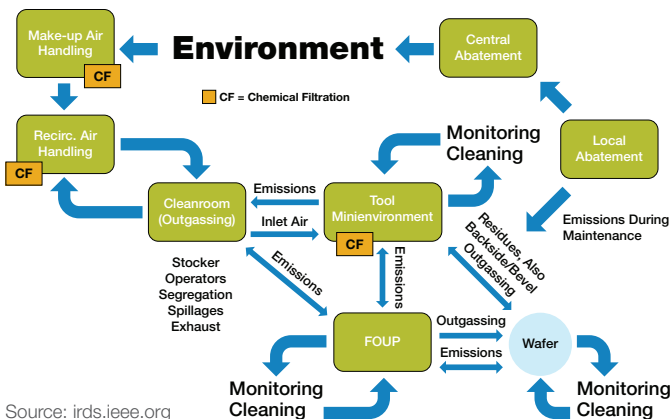 Make-up Air
Handling
CF
Environment
Central
Abatement
CF = Chemical Filtration
Recirc. Air
Handling
CF
Monitoring
Cleaning
Local
Abatement
Cleanroom
(Outgassing)
Emissions
Inlet Air
Tool
Minienvironment
CF
Emissions During
Maintenance
Residues, Also
Backside/Bevel
Outgassing
Stocker
Operators
Segregation
Spillages
Exhaust
Emissions
Emissions
FOUP
Outgassing
Emissions
Wafer
Monitoring
Cleaning
Monitoring
Cleaning
Source: irds.ieee.org